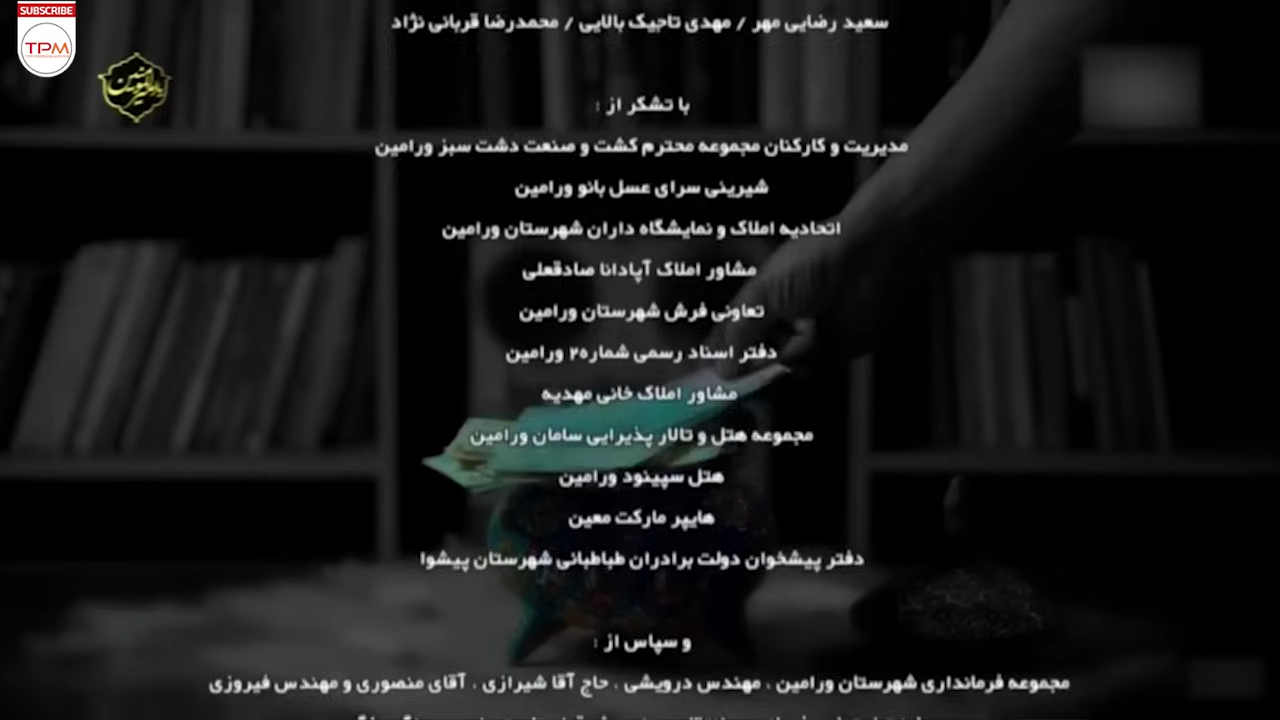 SUBSCRIBE
TPM
سعید رضایی مهر / مهدی تاجیک بالایی / محمدرضا قربانی نژاد
با تشکر از :
مدیریت و کارکنان مجموعه محترم کشت و صنعت دشت سبز ورامین
شیرینی سرای عسل بانو ورامین
اتحادیه املاک و نمایشگاه داران شهرستان ورامین
مشاور املاک آپادانا صادقعلی
تعاونی فرش شهرستان ورامین
دفتر اسناد رسمی شماره۲ ورامین
مشاور املاک خانی مهدیه
مجموعه هتل و تالار پذیرایی سامان ورامین
هتل سپینود ورامین
هایپر مارکت معین
دفتر پیشخوان دولت برادران طباطبائی شهرستان پیشوا
و سپاس از :
مجموعه فرمانداری شهرستان ورامین ، مهندس درویشی ، حاج آقا شیرازی ، آقای منصوری و مهندس فیروزی